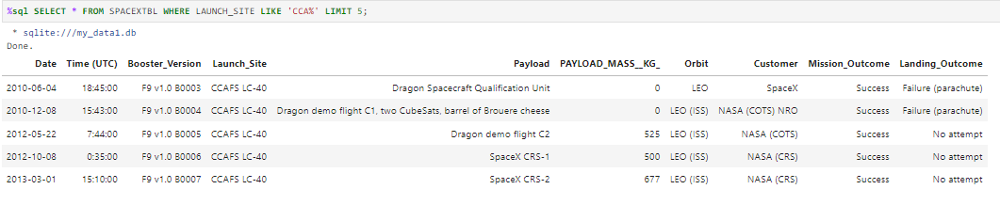 %sql SELECT * FROM SPACEXTBL WHERE LAUNCH_SITE LIKE 'CCA%' LIMIT 5;
* sqlite:///my_data1.db
Done.
Date Time (UTC) Booster_Version Launch_Site Payload PAYLOAD_MASS__KG_ Orbit Customer Mission_Outcome Landing_Outcome
2010-06-04 18:45:00 F9 v1.0 B0003 CCAFS LC-40 Dragon Spacecraft Qualification Unit 0 LEO SpaceX Success Failure (parachute)
2010-12-08 15:43:00 F9 v1.0 B0004 CCAFS LC-40 Dragon demo flight C1, two CubeSats, barrel of Brouere cheese 0 LEO (ISS) NASA (COTS) NRO Success Failure (parachute)
2012-05-22 7:44:00 F9 v1.0 B0005 CCAFS LC-40 Dragon demo flight C2 525 LEO (ISS) NASA (COTS) Success No attempt
2012-10-08 0:35:00 F9 v1.0 B0006 CCAFS LC-40 SpaceX CRS-1 500 LEO (ISS) NASA (CRS) Success No attempt
2013-03-01 15:10:00 F9 v1.0 B0007 CCAFS LC-40 SpaceX CRS-2 677 LEO (ISS) NASA (CRS) Success No attempt